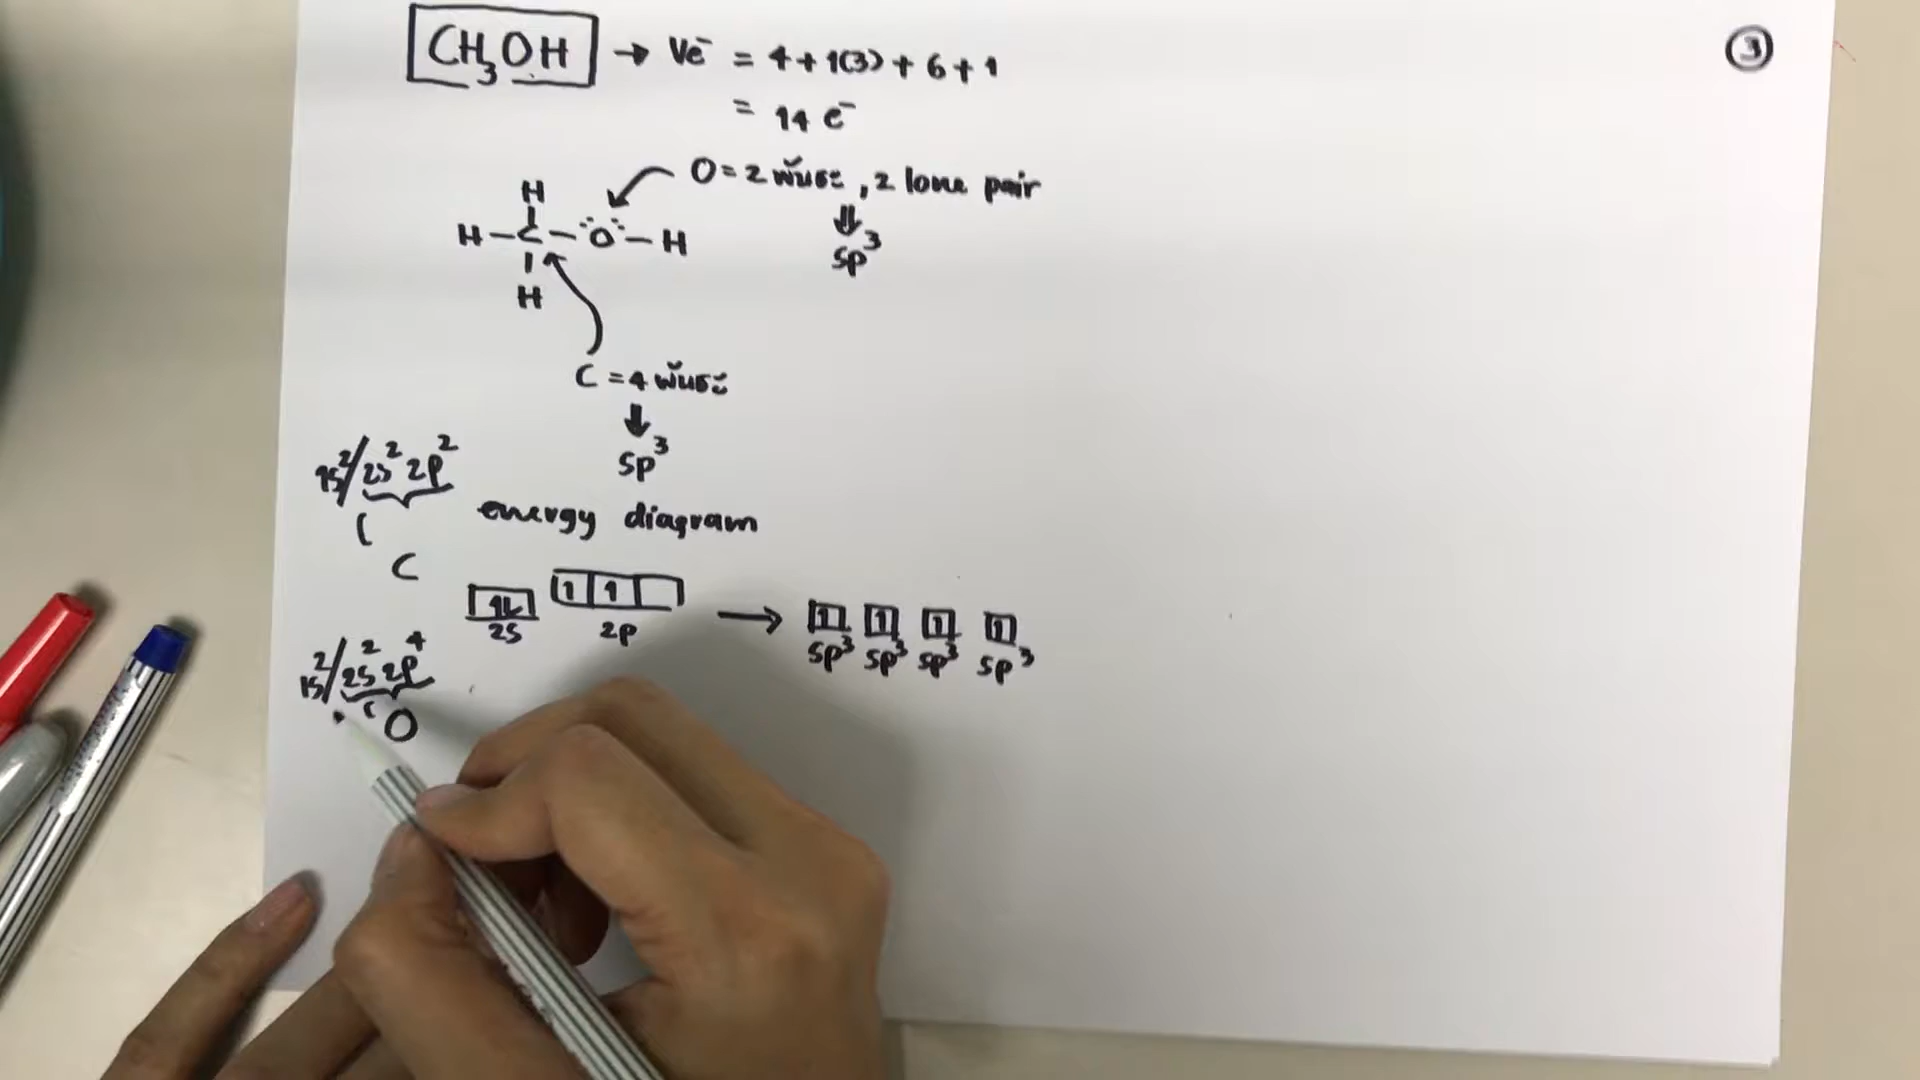 CH₃OH → Ve⁻ = 4 + 1(3) + 6 + 1
= 14 e⁻
③
O = 2 พันธะ , 2 lone pair
⇓
sp³
H
H – C – O – H
H
C = 4 พันธะ
↓
sp³
1s²/2s² 2p²
energy diagram
C
1 1
2s 2p → 1 1 1 1
sp³ sp³ sp³ sp³
1s²/2s² 2p⁴
O